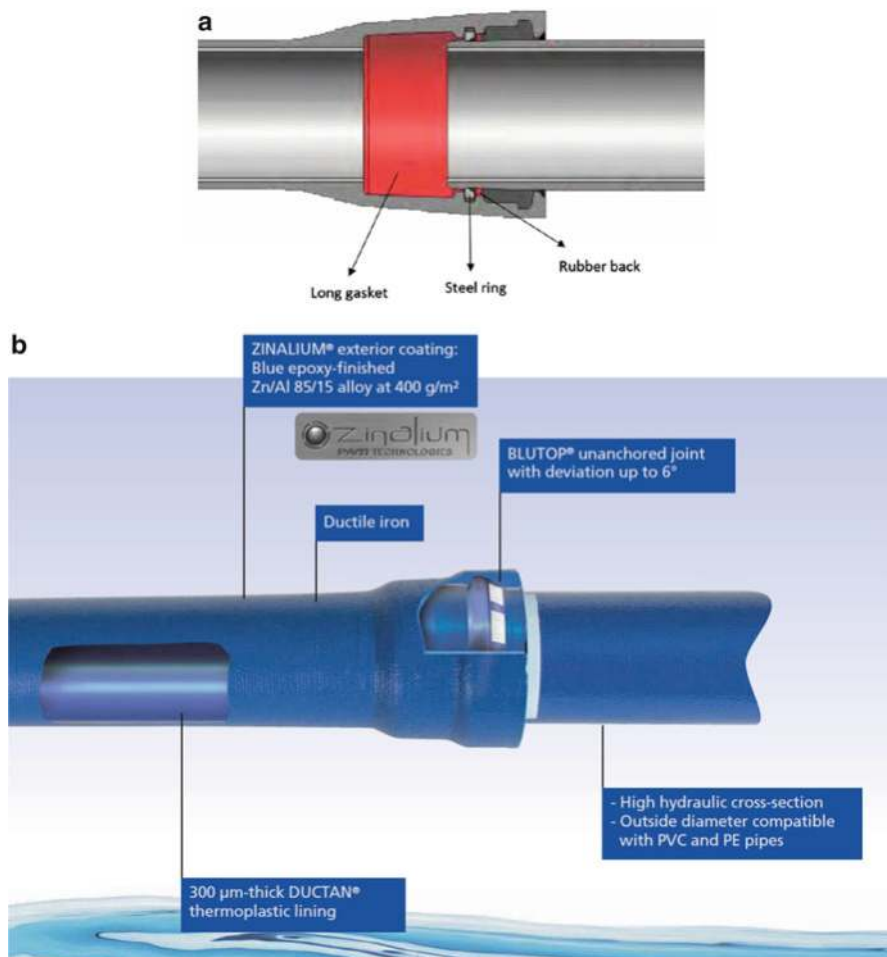 a
Long gasket
Steel ring
Rubber back
b
ZINALIUM® exterior coating:
Blue epoxy-finished
Zn/Al 85/15 alloy at 400 g/m²
Zinalium
PAM TECHNOLOGIES
BLUTOP® unanchored joint
with deviation up to 6°
Ductile iron
- High hydraulic cross-section
- Outside diameter compatible
with PVC and PE pipes
300 µm-thick DUCTAN®
thermoplastic lining